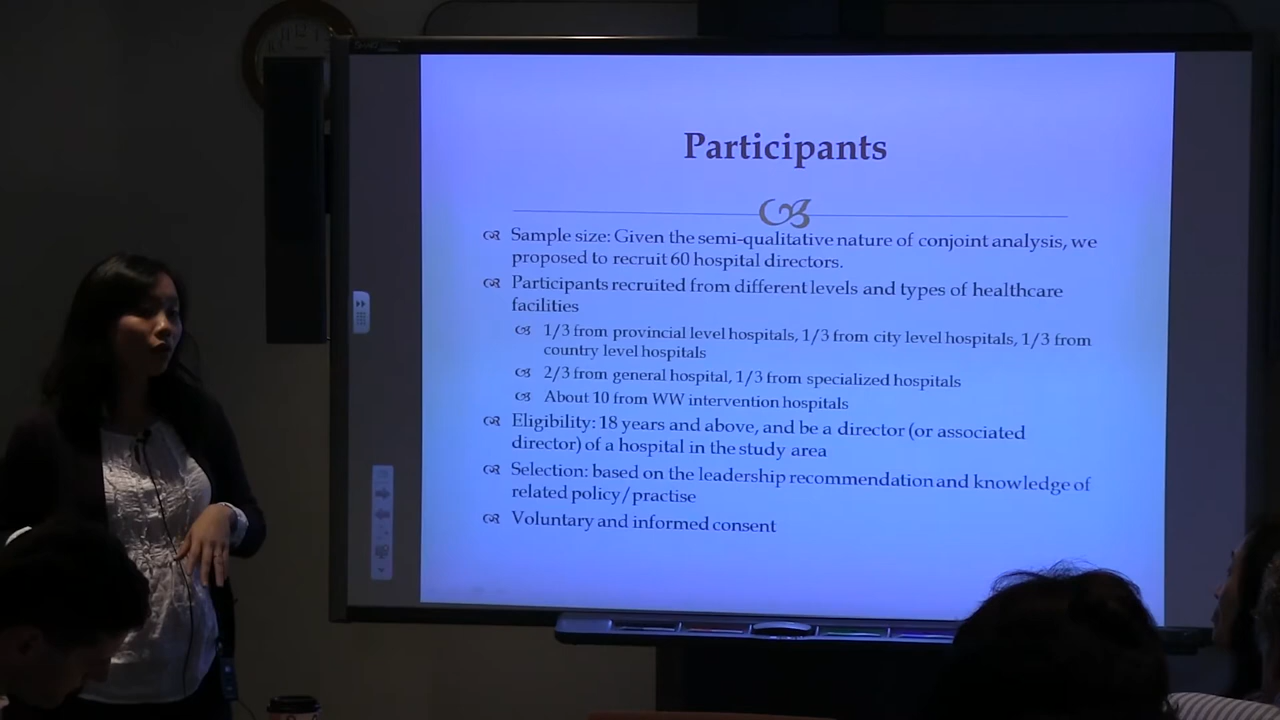 Participants
Sample size: Given the semi-qualitative nature of conjoint analysis, we
proposed to recruit 60 hospital directors.
Participants recruited from different levels and types of healthcare
facilities
1/3 from provincial level hospitals, 1/3 from city level hospitals, 1/3 from
country level hospitals
2/3 from general hospital, 1/3 from specialized hospitals
About 10 from WW intervention hospitals
Eligibility: 18 years and above, and be a director (or associated
director) of a hospital in the study area
Selection: based on the leadership recommendation and knowledge of
related policy/practise
Voluntary and informed consent